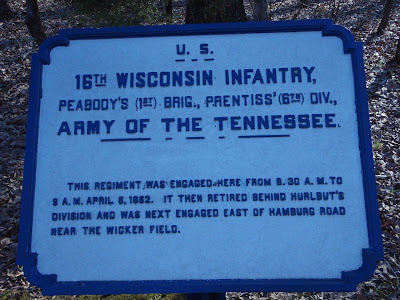 U. S.
16TH WISCONSIN INFANTRY,
PEABODY'S (1ST) BRIG., PRENTISS' (6TH) DIV.,
ARMY OF THE TENNESSEE.
THIS REGIMENT WAS ENGAGED HERE FROM 8.30 A. M. TO
9 A. M. APRIL 6, 1862. IT THEN RETIRED BEHIND HURLBUT'S
DIVISION AND WAS NEXT ENGAGED EAST OF HAMBURG ROAD
NEAR THE WICKER FIELD.